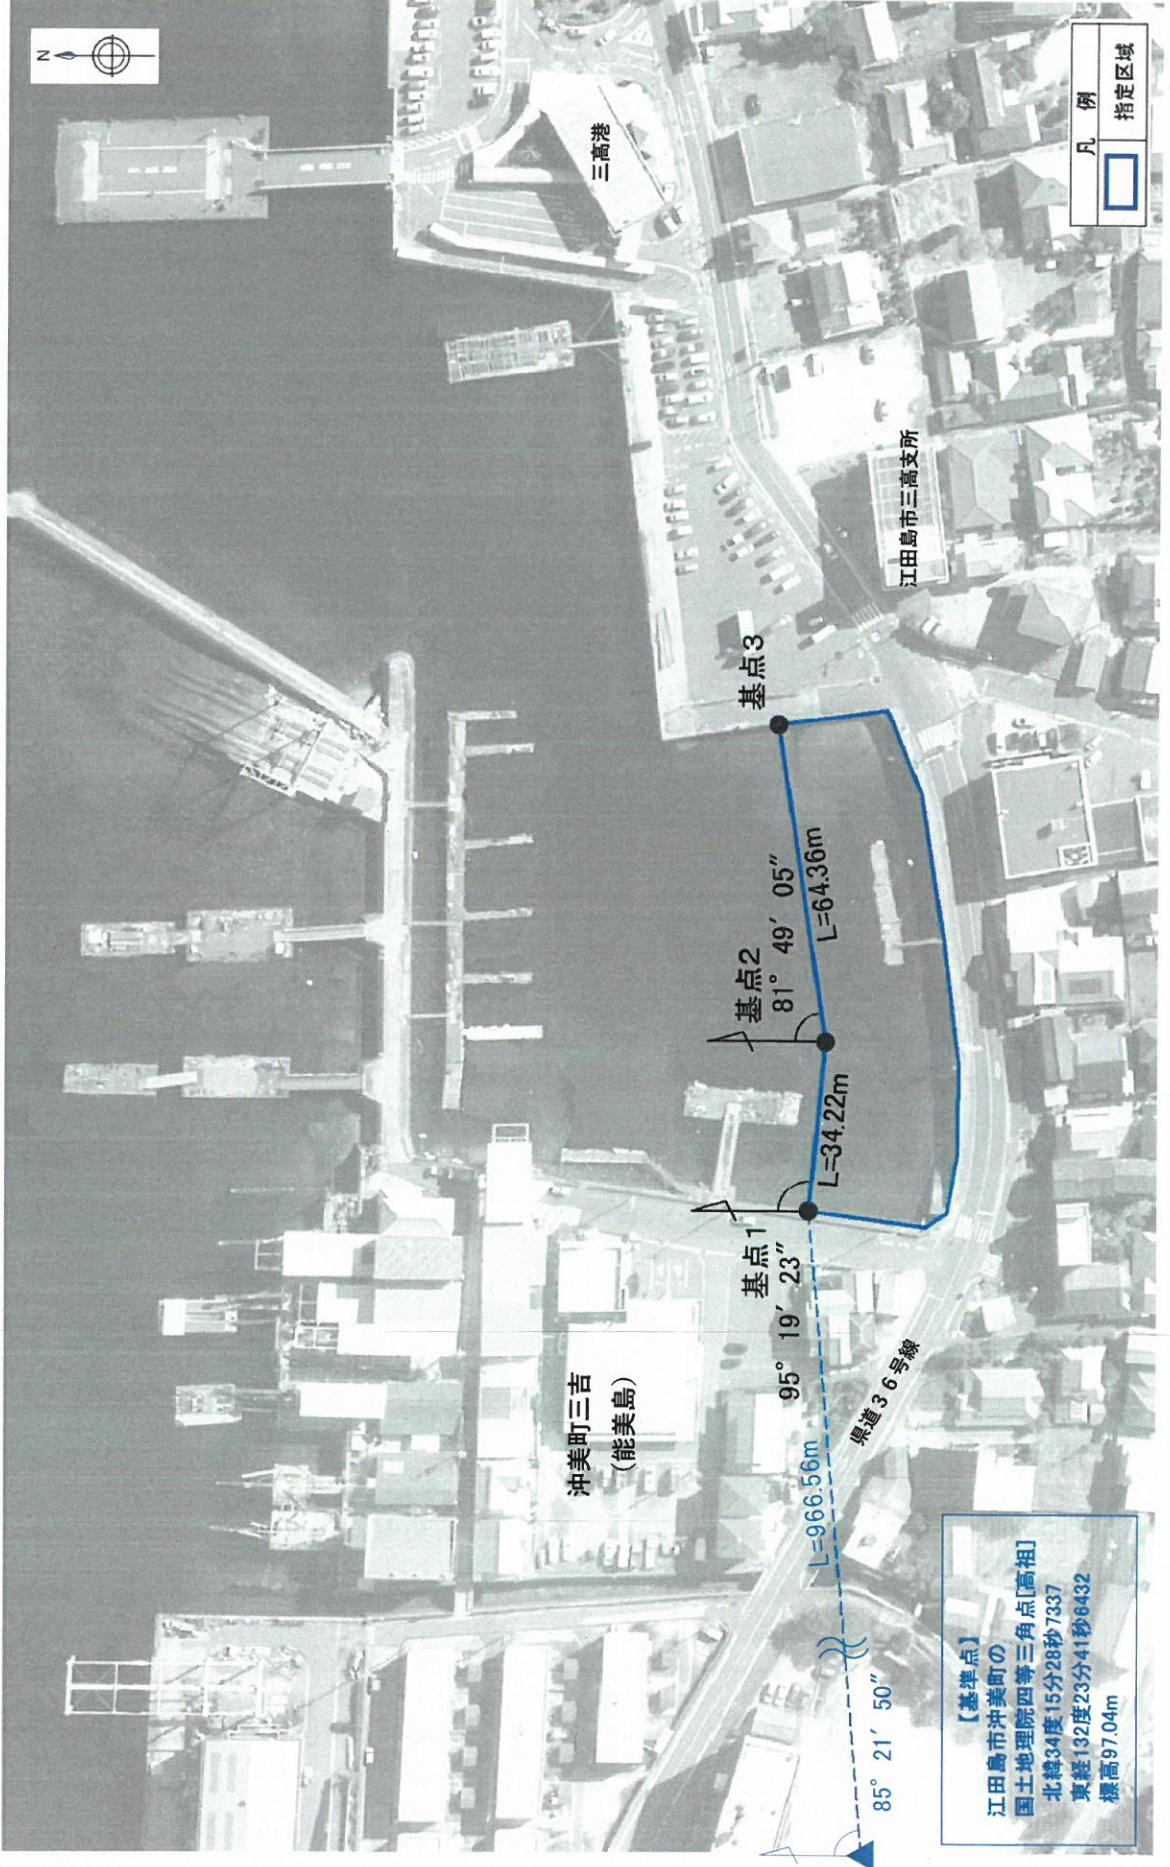 N
三高港
凡 例
指定区域
江田島市三高支所
基点3
L=64.36m
81° 49′ 05″
基点2
L=34.22m
基点1
95° 19′ 23″
沖美町三吉
(能美島)
県道36号線
L=966.56m
85° 21′ 50″
【基準点】
江田島市沖美町の
国土地理院四等三角点[高祖]
北緯34度15分28秒7337
東経132度23分41秒6432
標高97.04m